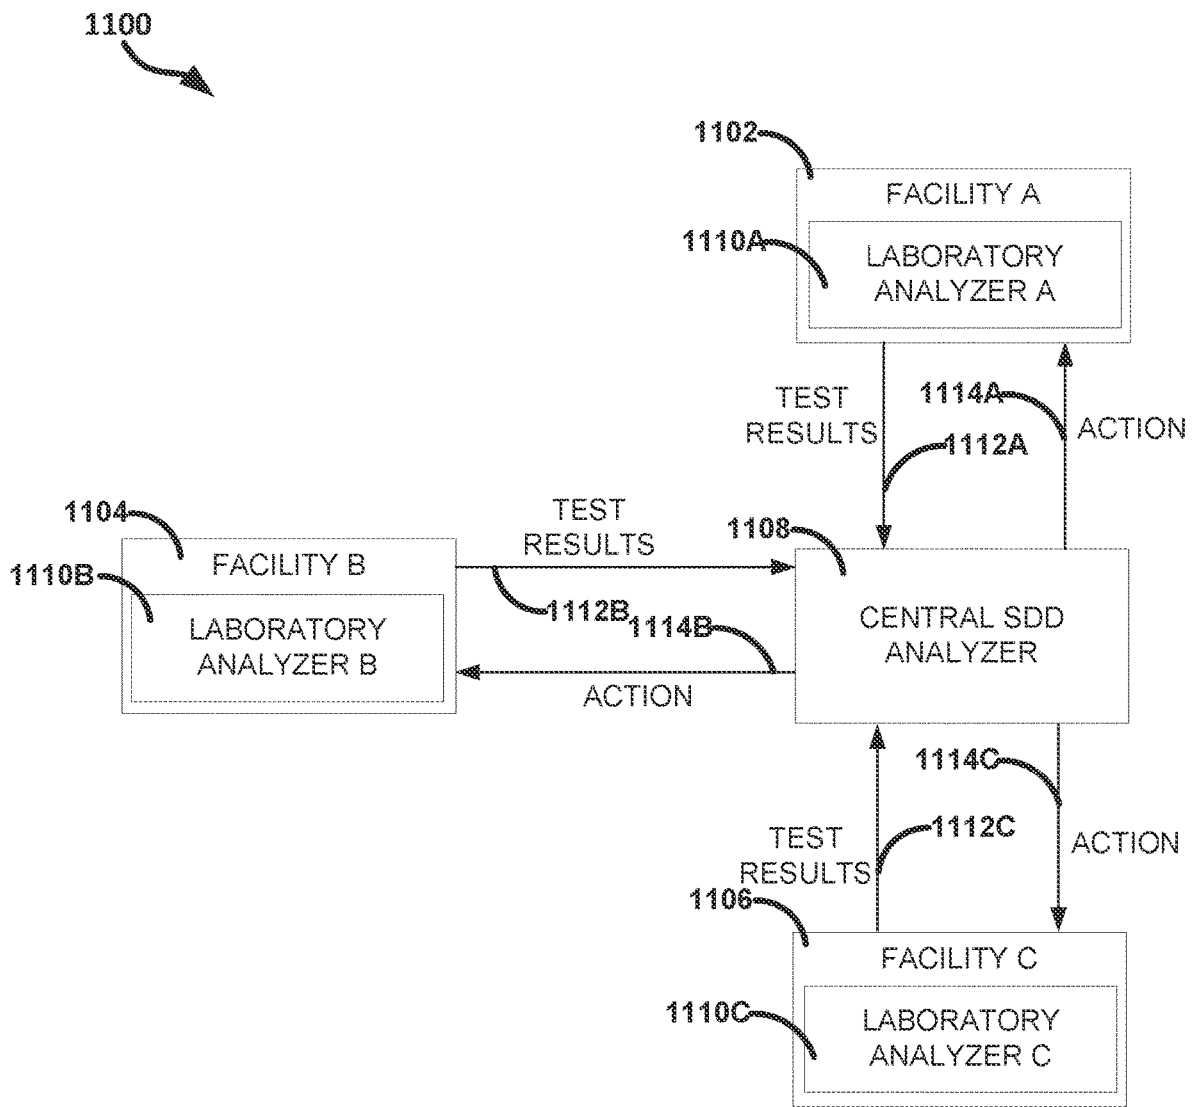 1100
1102
FACILITY A
1110A
LABORATORY
ANALYZER A
TEST
RESULTS
1114A
ACTION
1112A
1104
FACILITY B
1110B
LABORATORY
ANALYZER B
TEST
RESULTS
1112B
1114B
ACTION
1108
CENTRAL SDD
ANALYZER
1114C
1112C
TEST
RESULTS
ACTION
1106
FACILITY C
1110C
LABORATORY
ANALYZER C